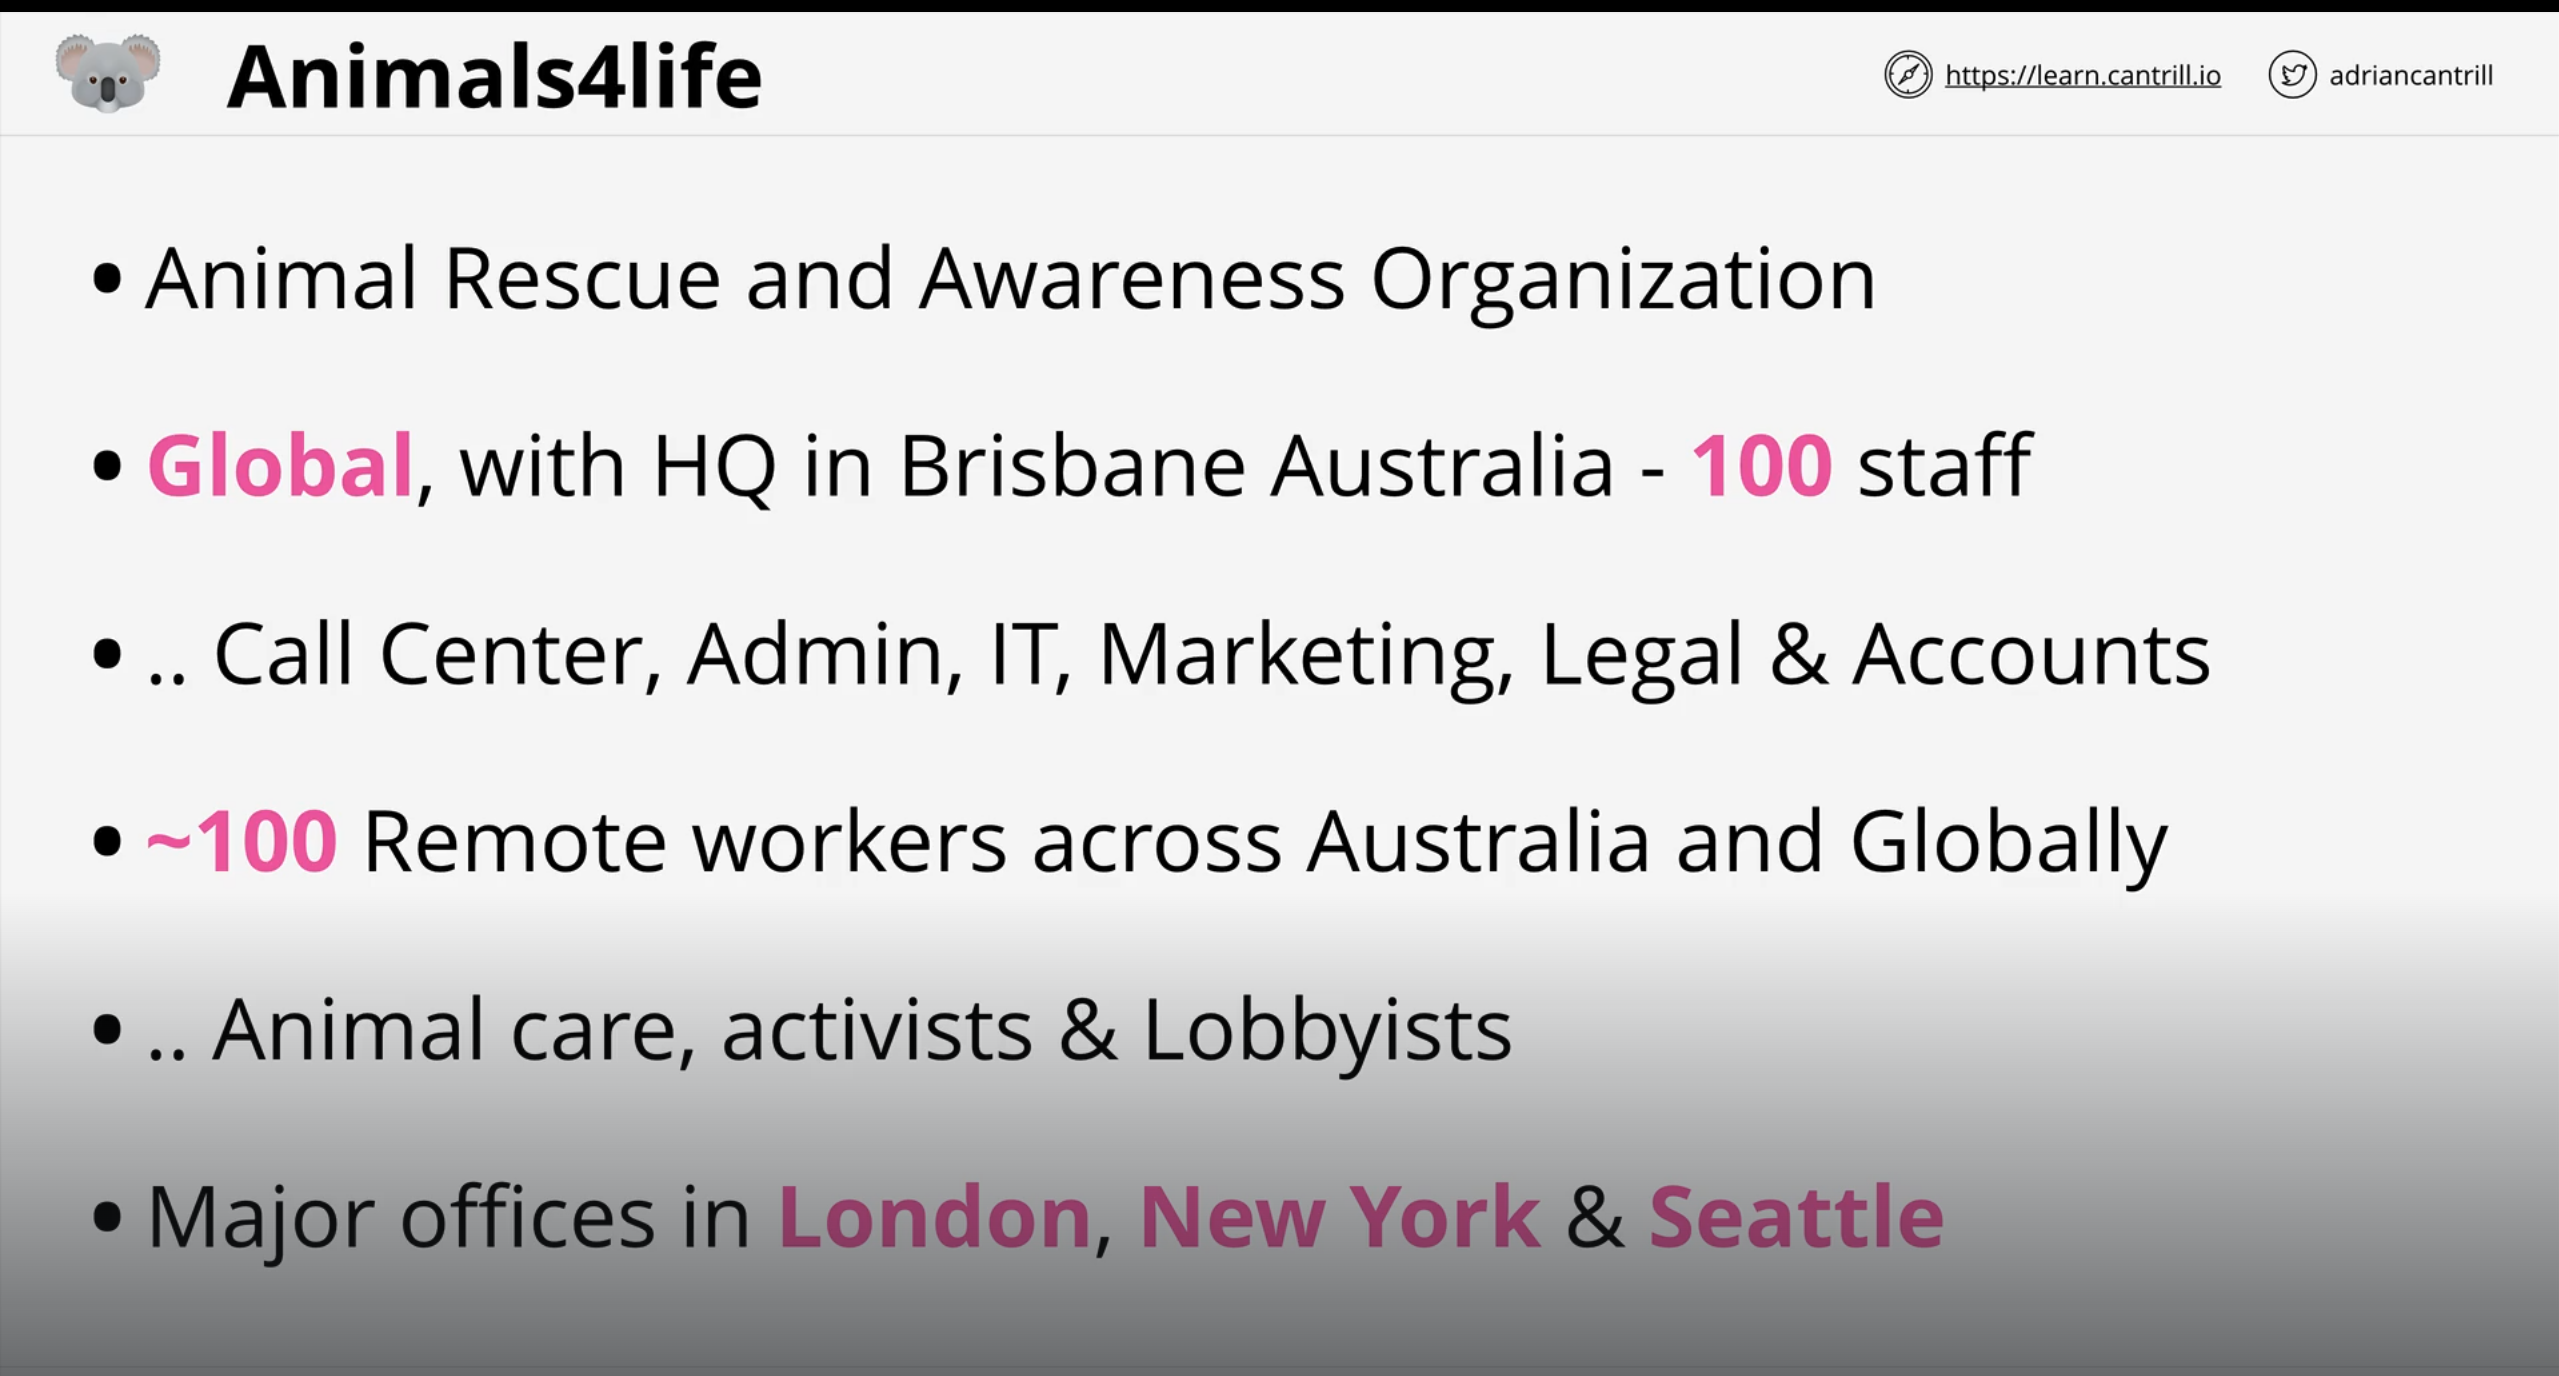 Animals4life
https://learn.cantrill.io
adriancantrill
• Animal Rescue and Awareness Organization
• Global, with HQ in Brisbane Australia - 100 staff
• .. Call Center, Admin, IT, Marketing, Legal & Accounts
• ~100 Remote workers across Australia and Globally
• .. Animal care, activists & Lobbyists
• Major offices in London, New York & Seattle